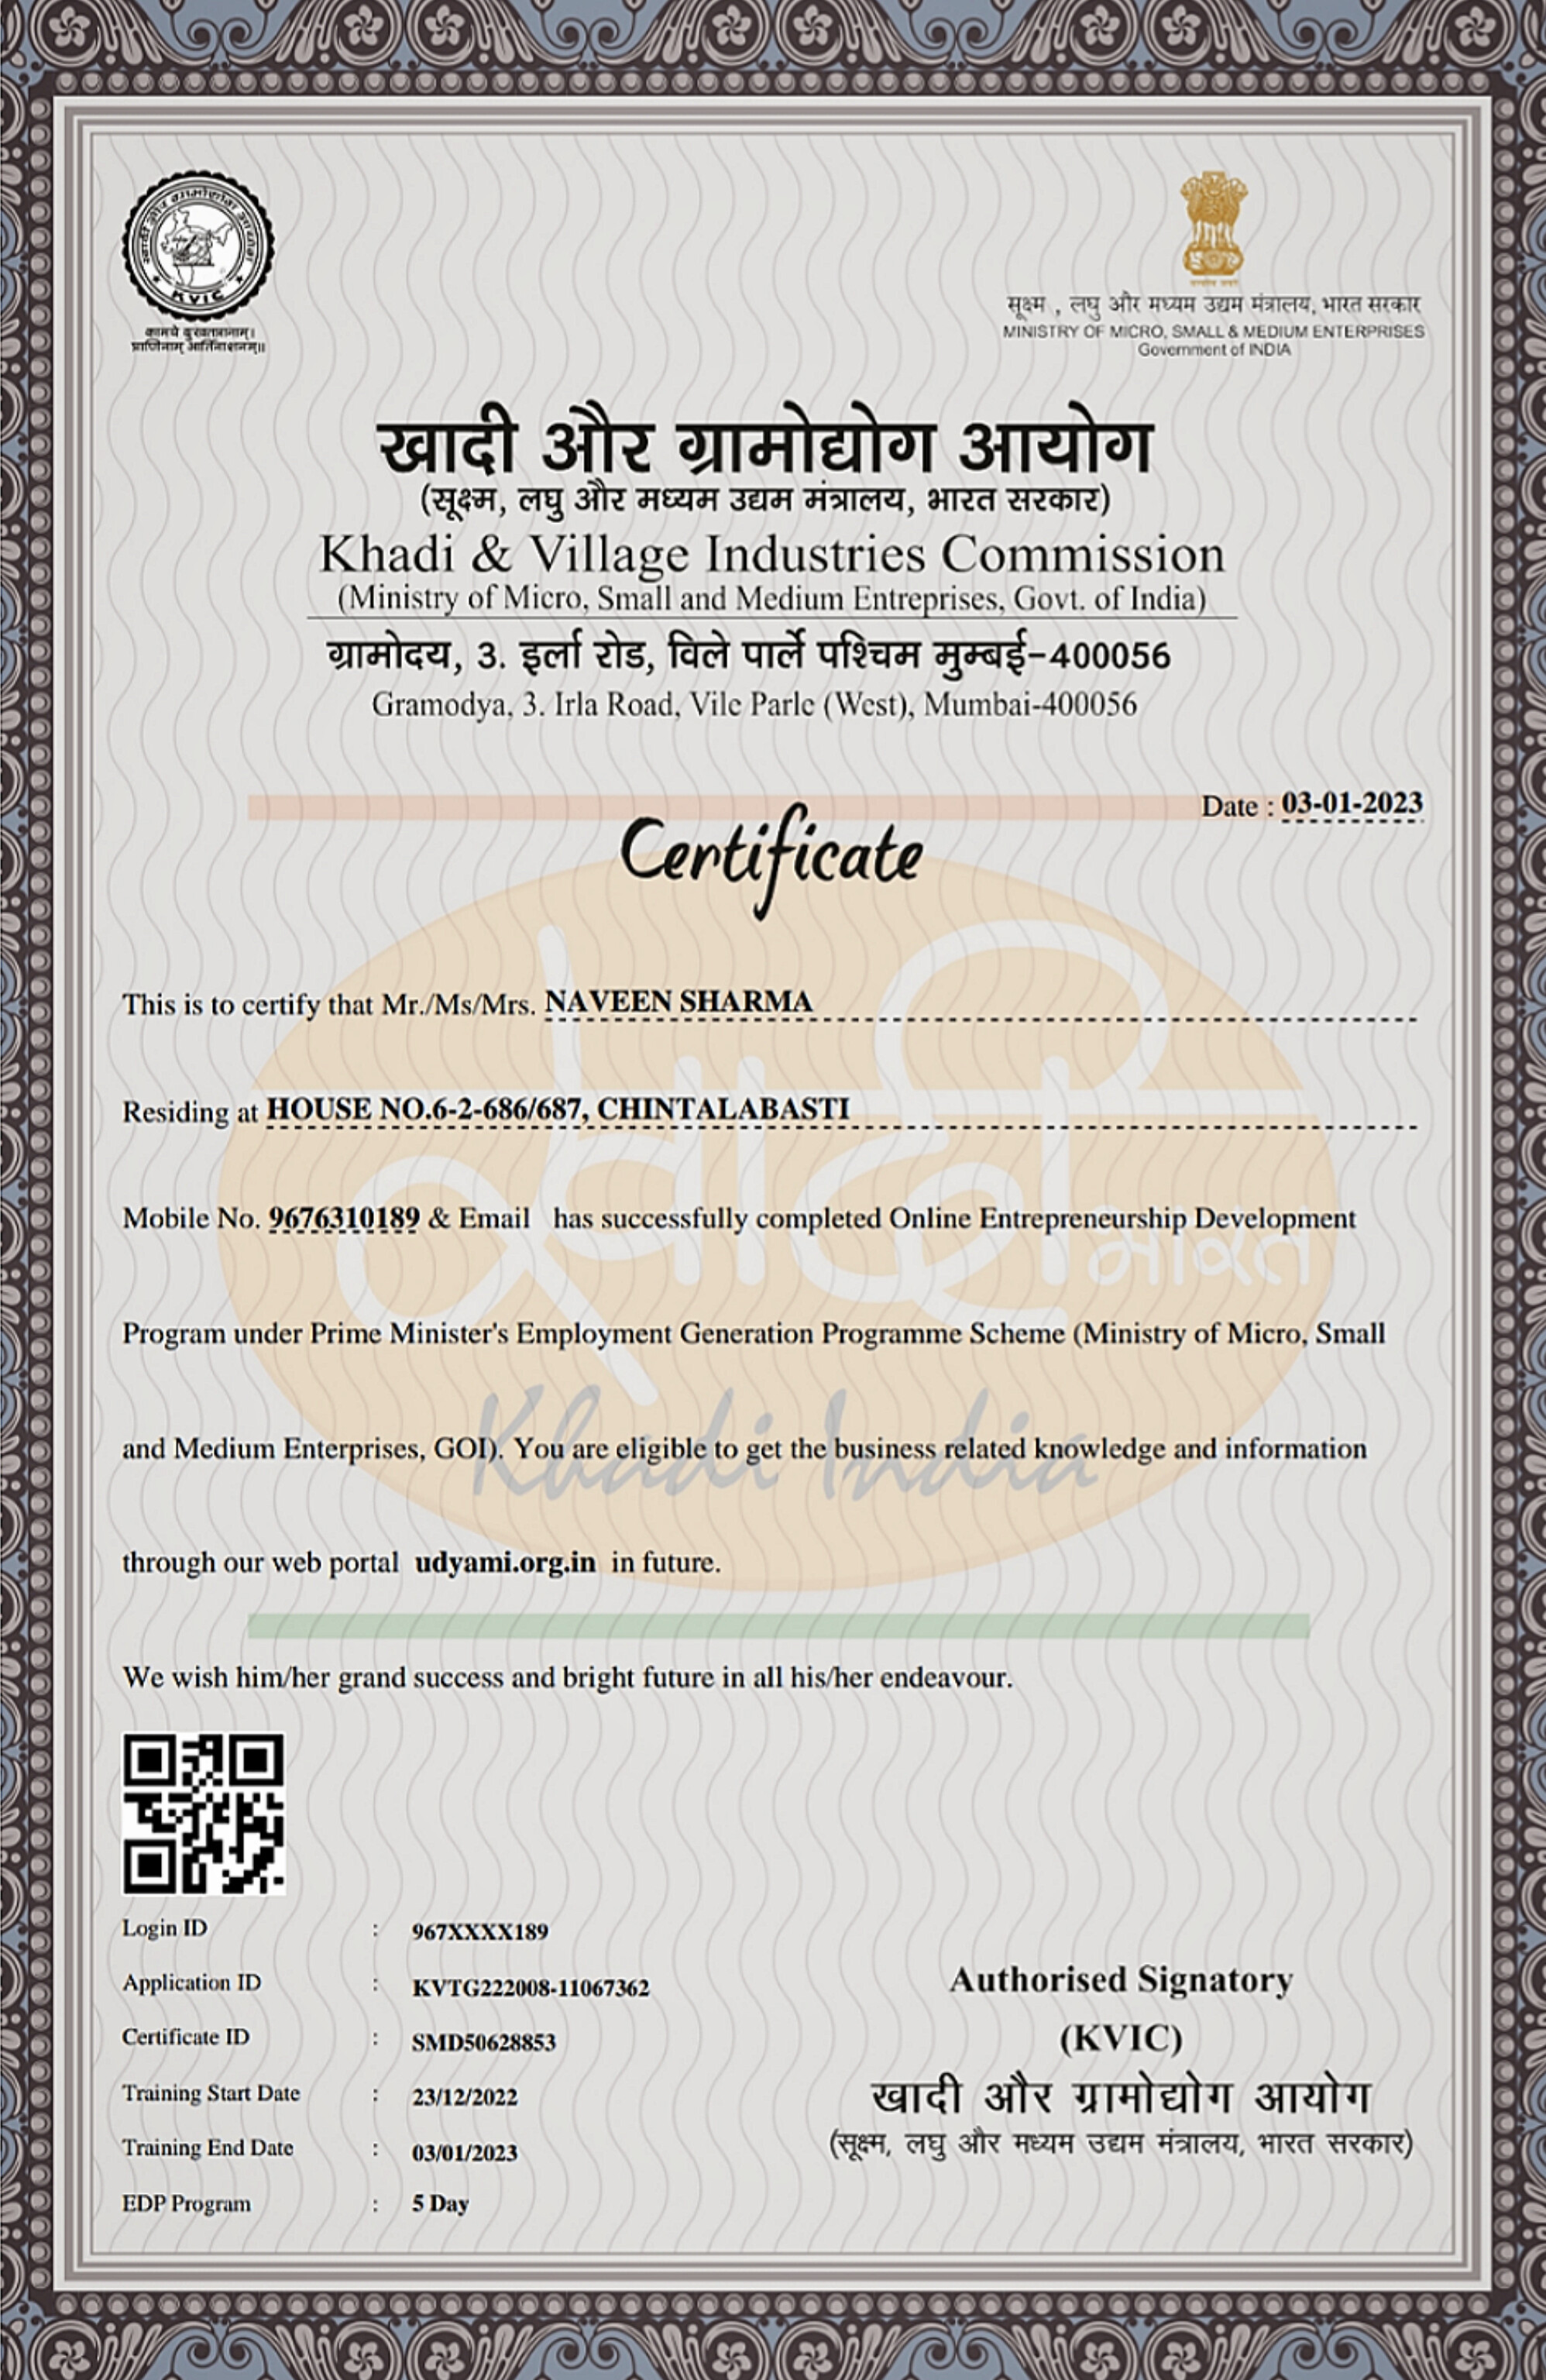 खादी और ग्रामोद्योग आयोग
KVIC
प्राणिनाम् आर्तिनाशनम्॥
सूक्ष्म , लघु और मध्यम उद्यम मंत्रालय, भारत सरकार
MINISTRY OF MICRO, SMALL & MEDIUM ENTERPRISES
Government of INDIA
खादी और ग्रामोद्योग आयोग
(सूक्ष्म, लघु और मध्यम उद्यम मंत्रालय, भारत सरकार)
Khadi & Village Industries Commission
(Ministry of Micro, Small and Medium Entreprises, Govt. of India)
ग्रामोदय, 3. इर्ला रोड, विले पार्ले पश्चिम मुम्बई-400056
Gramodya, 3. Irla Road, Vile Parle (West), Mumbai-400056
Date : 03-01-2023
Certificate
This is to certify that Mr./Ms/Mrs. NAVEEN SHARMA
Residing at HOUSE NO.6-2-686/687, CHINTALABASTI
Mobile No. 9676310189 & Email has successfully completed Online Entrepreneurship Development
Program under Prime Minister's Employment Generation Programme Scheme (Ministry of Micro, Small
and Medium Enterprises, GOI). You are eligible to get the business related knowledge and information
through our web portal udyami.org.in in future.
खादी भारत
Khadi India
We wish him/her grand success and bright future in all his/her endeavour.
Login ID : 967XXXX189
Application ID : KVTG222008-11067362
Certificate ID : SMD50628853
Training Start Date : 23/12/2022
Training End Date : 03/01/2023
EDP Program : 5 Day
Authorised Signatory
(KVIC)
खादी और ग्रामोद्योग आयोग
(सूक्ष्म, लघु और मध्यम उद्यम मंत्रालय, भारत सरकार)